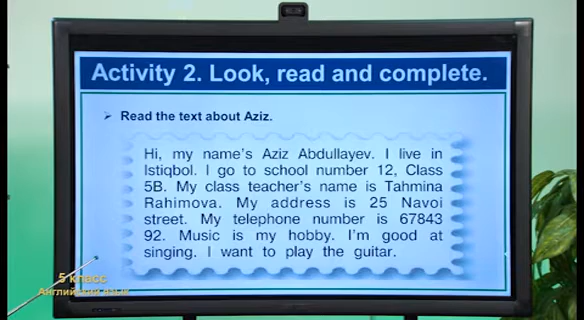 Activity 2. Look, read and complete.
➢ Read the text about Aziz.
Hi, my name's Aziz Abdullayev. I live in
Istiqbol. I go to school number 12, Class
5B. My class teacher's name is Tahmina
Rahimova. My address is 25 Navoi
street. My telephone number is 67843
92. Music is my hobby. I'm good at
singing. I want to play the guitar.
5 класс
Английский язык